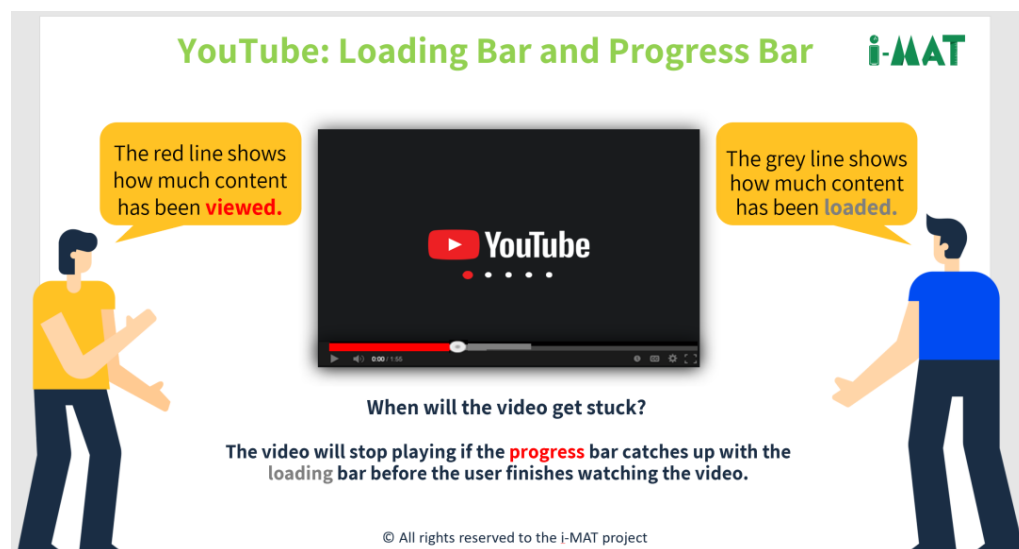 YouTube: Loading Bar and Progress Bar
i-MAT
The red line shows
how much content
has been viewed.
The grey line shows
how much content
has been loaded.
YouTube
0:00 / 1:55
When will the video get stuck?
The video will stop playing if the progress bar catches up with the
loading bar before the user finishes watching the video.
© All rights reserved to the i-MAT project